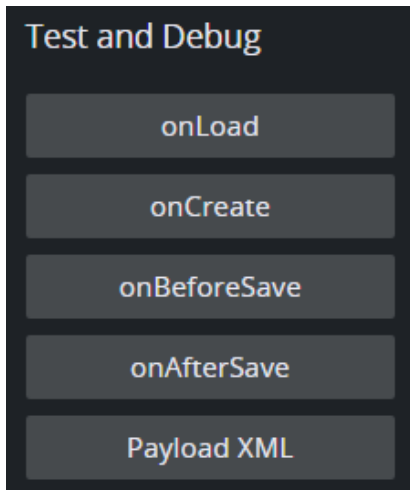 Test and Debug
onLoad
onCreate
onBeforeSave
onAfterSave
Payload XML